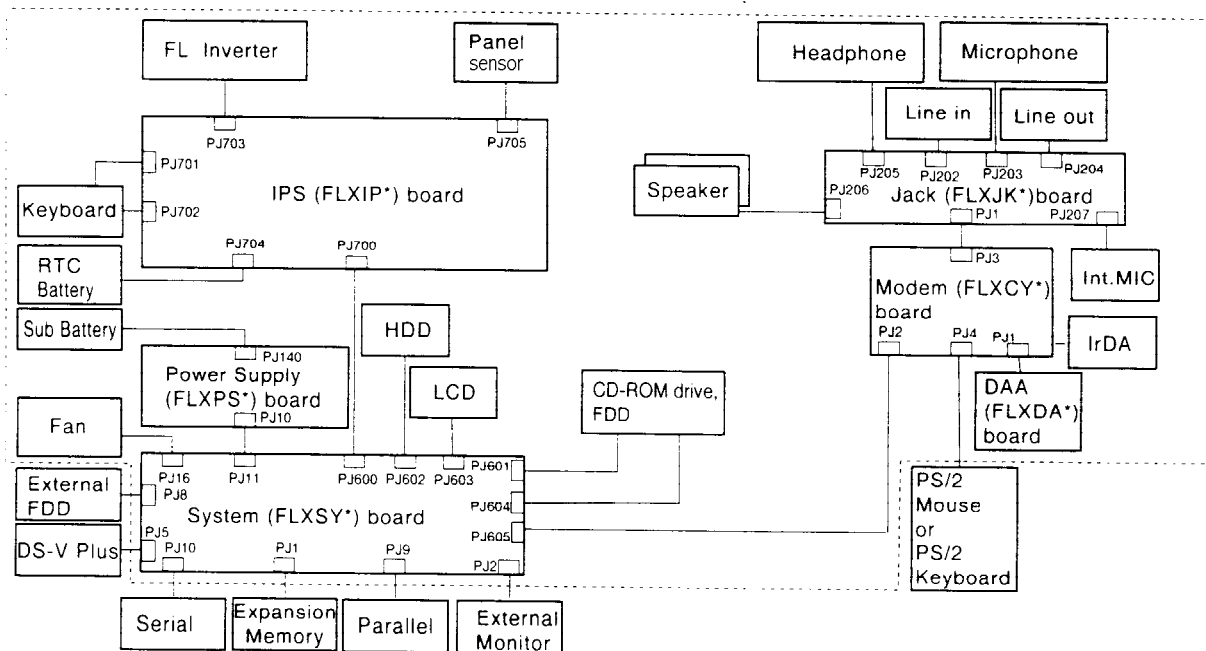 FL Inverter
Panel
sensor
Headphone
Microphone
Line in
Line out
PJ703
PJ705
PJ701
IPS (FLXIP*) board
Keyboard
PJ702
PJ704
PJ700
RTC
Battery
Speaker
PJ205
PJ202
PJ203
PJ204
PJ206
Jack (FLXJK*)board
PJ1
PJ207
PJ3
Modem (FLXCY*)
board
PJ2
PJ4
PJ1
Int.MIC
IrDA
DAA
(FLXDA*)
board
Sub Battery
HDD
PJ140
Power Supply
(FLXPS*) board
PJ10
LCD
CD-ROM drive,
FDD
Fan
PJ16
PJ11
PJ600
PJ602
PJ603
PJ601
External
FDD
PJ8
System (FLXSY*) board
PJ604
PJ605
DS-V Plus
PJ5
PJ10
PJ1
PJ9
PJ2
PS/2
Mouse
or
PS/2
Keyboard
Serial
Expansion
Memory
Parallel
External
Monitor